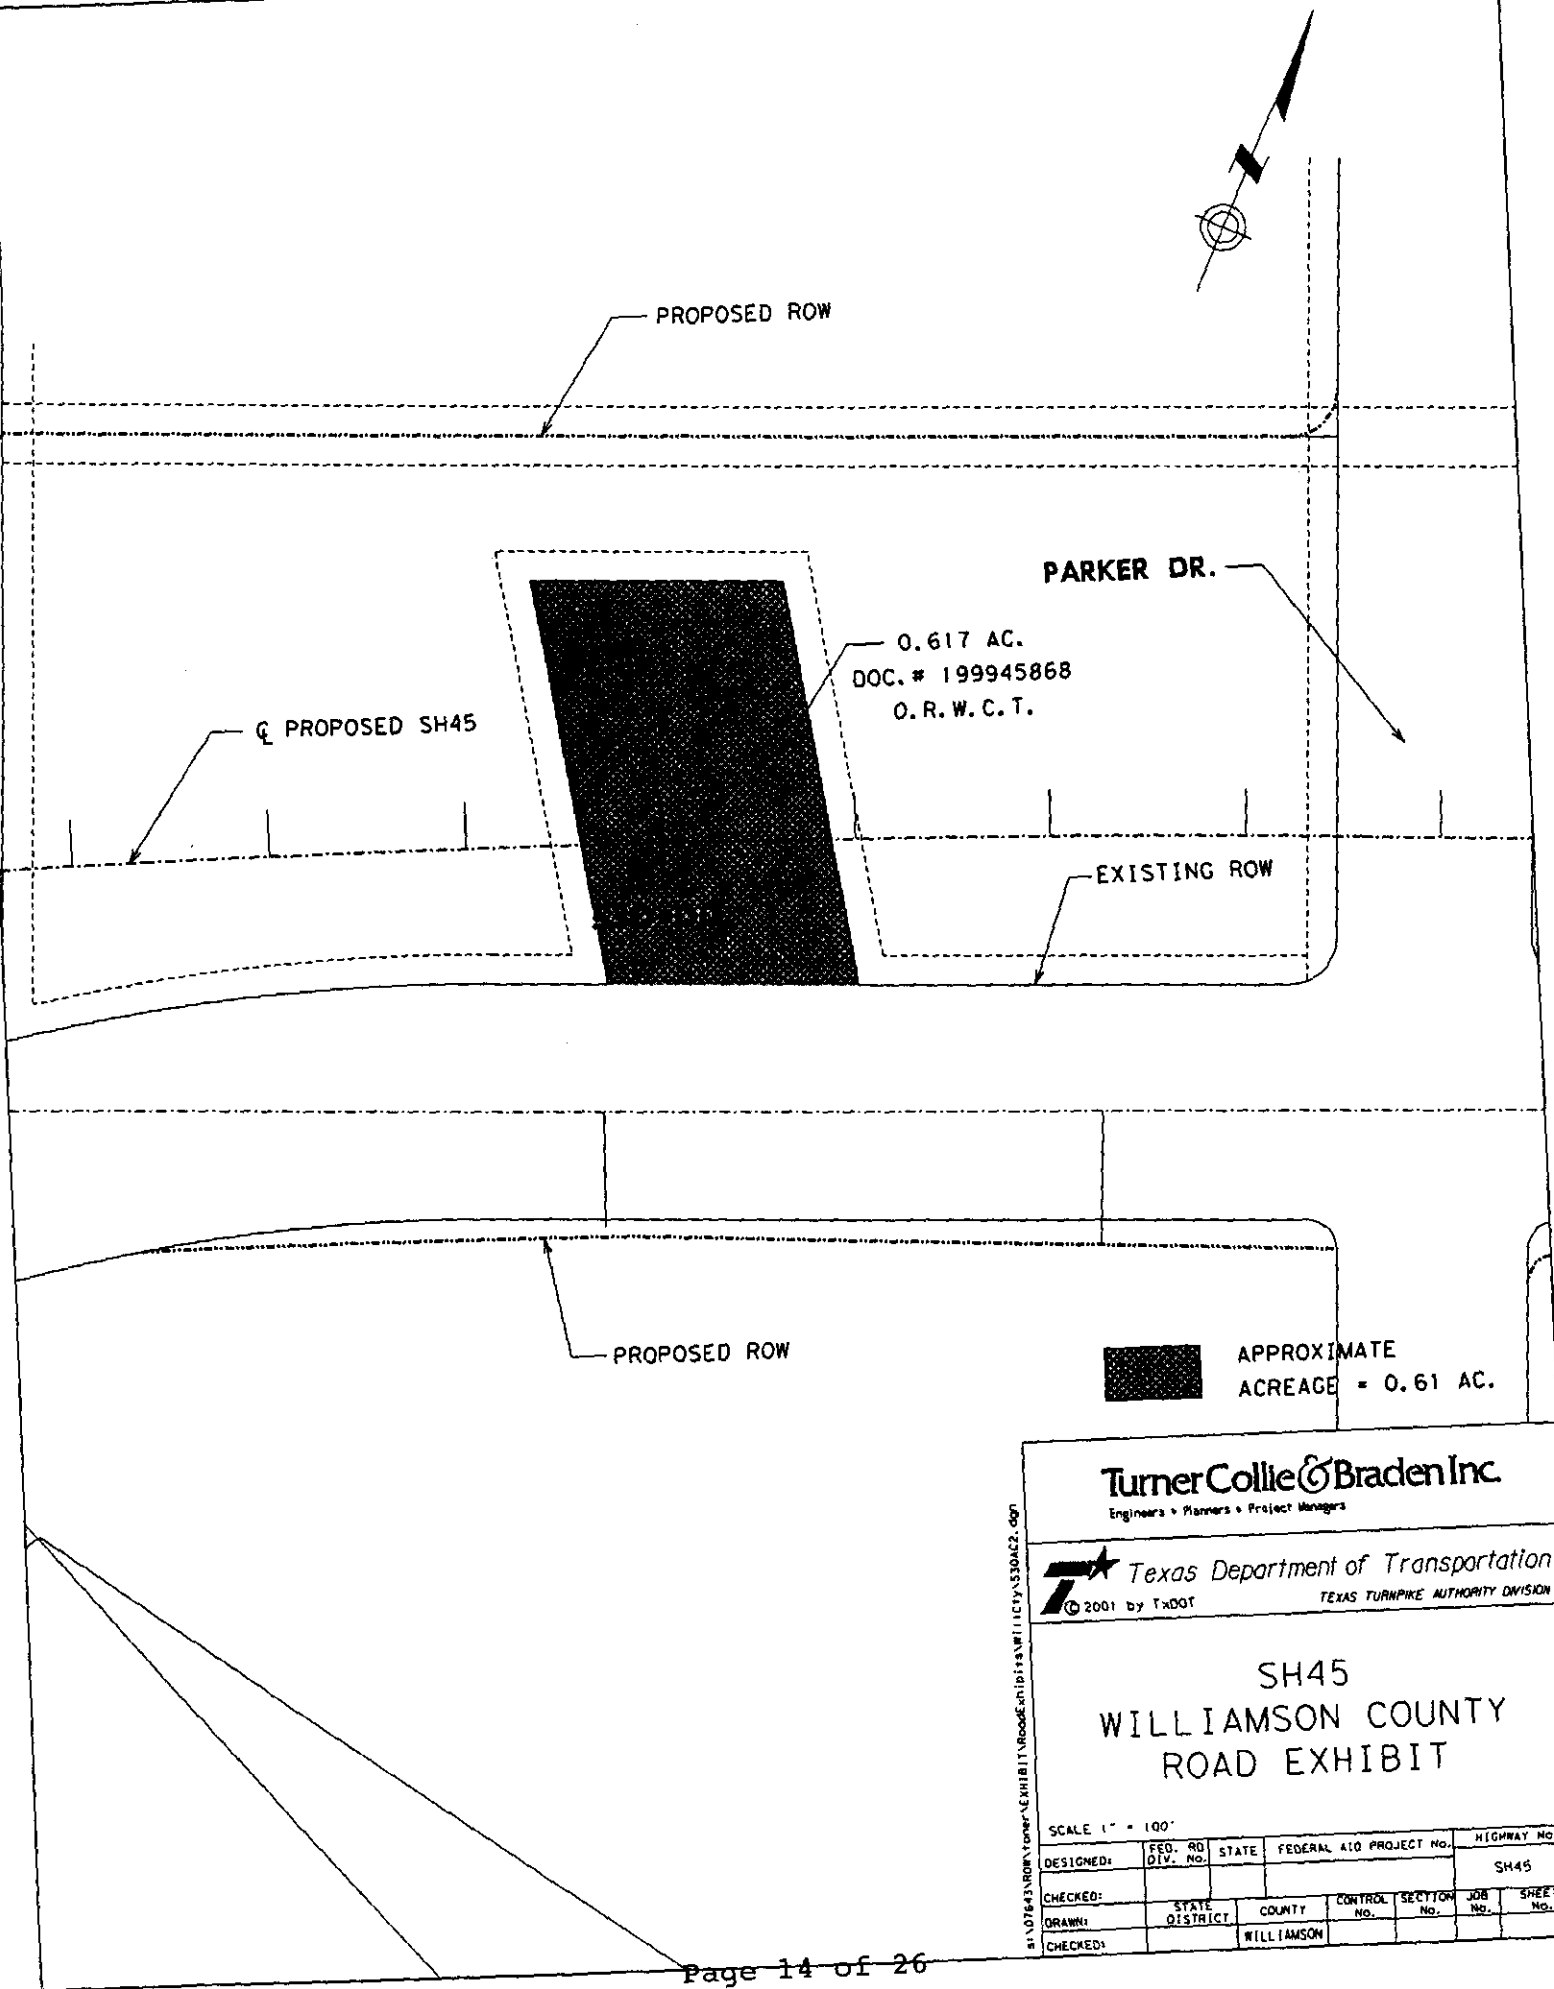 N
PROPOSED ROW
PARKER DR.
0.617 AC.
DOC.# 199945868
O.R.W.C.T.
℄ PROPOSED SH45
EXISTING ROW
PROPOSED ROW
APPROXIMATE
ACREAGE = 0.61 AC.
Turner Collie & Braden Inc.
Engineers • Planners • Project Managers
Texas Department of Transportation
© 2001 by TxDOT
TEXAS TURNPIKE AUTHORITY DIVISION
SH45
WILLIAMSON COUNTY
ROAD EXHIBIT
SCALE 1" = 100'
DESIGNED:
FED. RD
DIV. No.
STATE
FEDERAL AID PROJECT No.
HIGHWAY No
SH45
CHECKED:
DRAWN:
STATE
DISTRICT
COUNTY
CONTROL
No.
SECTION
No.
JOB
No.
SHEE
No.
CHECKED:
WILLIAMSON
Page 14 of 26